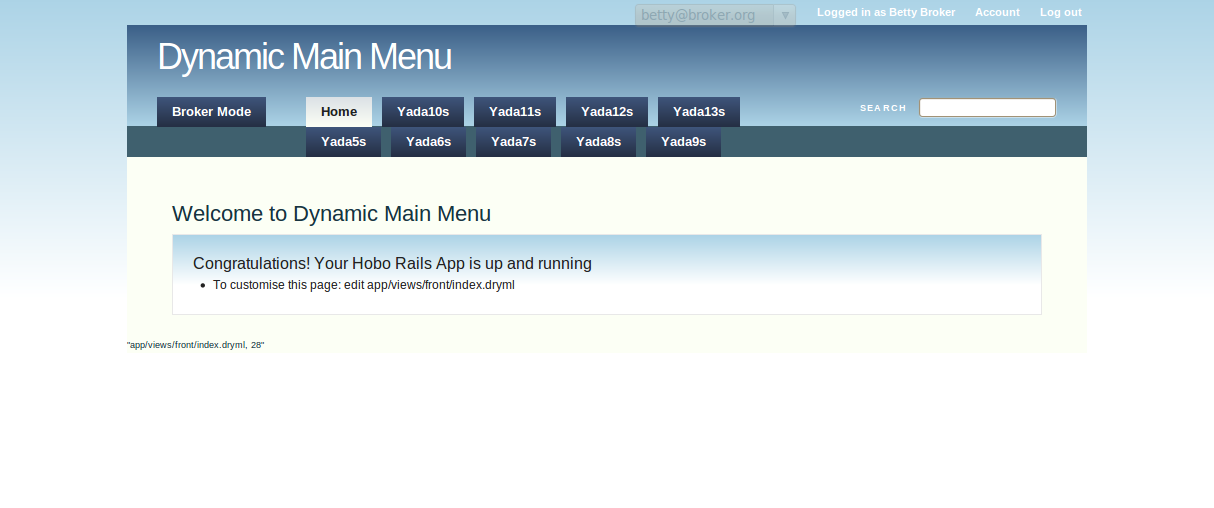 betty@broker.org Logged in as Betty Broker Account Log out
Dynamic Main Menu
Broker Mode Home Yada10s Yada11s Yada12s Yada13s SEARCH
Yada5s Yada6s Yada7s Yada8s Yada9s
Welcome to Dynamic Main Menu
Congratulations! Your Hobo Rails App is up and running
• To customise this page: edit app/views/front/index.dryml
"app/views/front/index.dryml, 28"